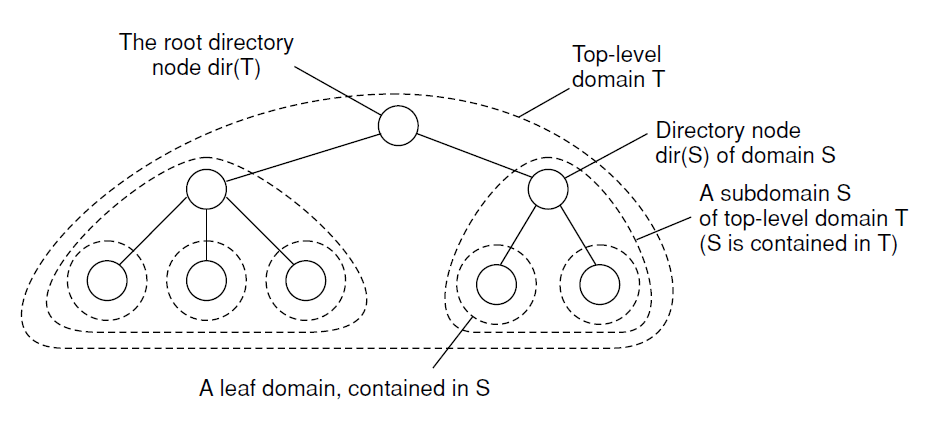 The root directory
node dir(T)
Top-level
domain T
Directory node
dir(S) of domain S
A subdomain S
of top-level domain T
(S is contained in T)
A leaf domain, contained in S